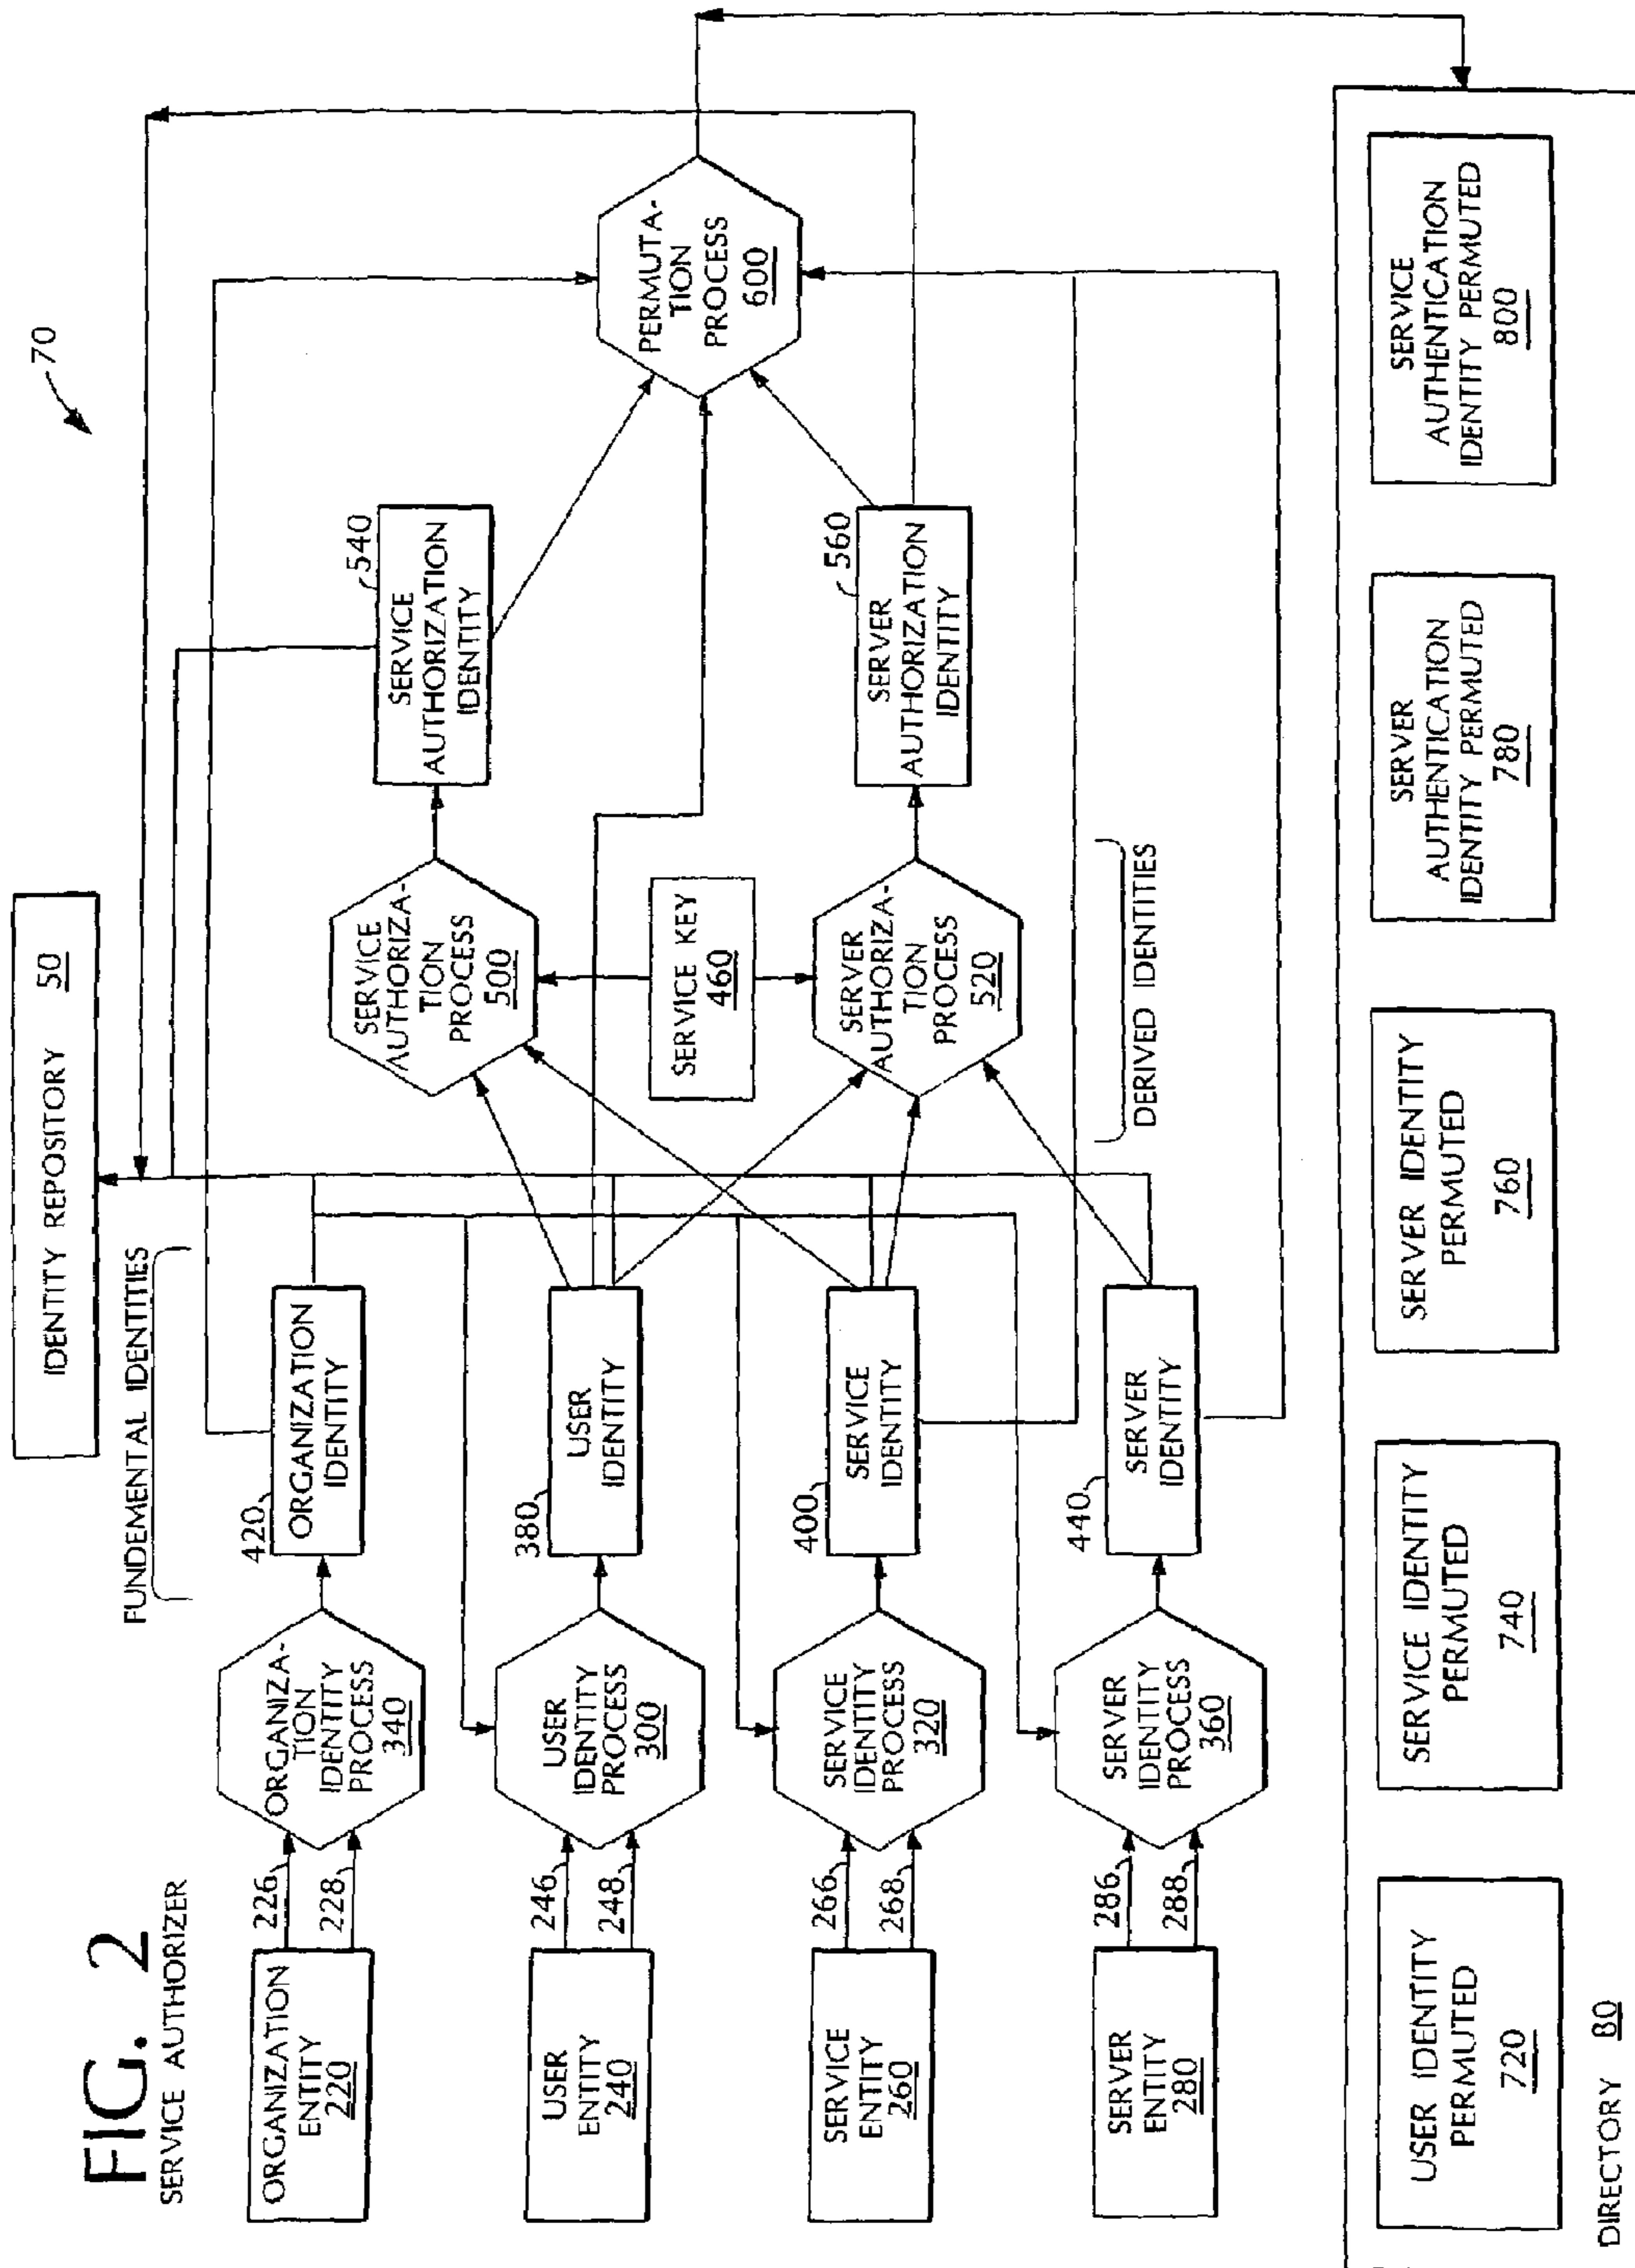 FIG. 2
SERVICE AUTHORIZER
70
IDENTITY REPOSITORY 50
FUNDEMENTAL IDENTITIES
ORGANIZATION
ENTITY
220
226
228
ORGANIZA-
TION
IDENTITY
PROCESS
340
420
ORGANIZATION
IDENTITY
USER
ENTITY
240
246
248
USER
IDENTITY
PROCESS
300
380
USER
IDENTITY
SERVICE
ENTITY
260
266
268
SERVICE
IDENTITY
PROCESS
320
400
SERVICE
IDENTITY
SERVER
ENTITY
280
286
288
SERVER
IDENTITY
PROCESS
360
440
SERVER
IDENTITY
SERVICE
AUTHORIZA-
TION
PROCESS
500
SERVICE KEY
460
SERVER
AUTHORIZA-
TION
PROCESS
520
DERIVED IDENTITIES
540
SERVICE
AUTHORIZATION
IDENTITY
560
SERVER
AUTHORIZATION
IDENTITY
PERMUTA-
TION
PROCESS
600
USER IDENTITY
PERMUTED
720
SERVICE IDENTITY
PERMUTED
740
SERVER IDENTITY
PERMUTED
760
SERVER
AUTHENTICATION
IDENTITY PERMUTED
780
SERVICE
AUTHENTICATION
IDENTITY PERMUTED
800
DIRECTORY 80